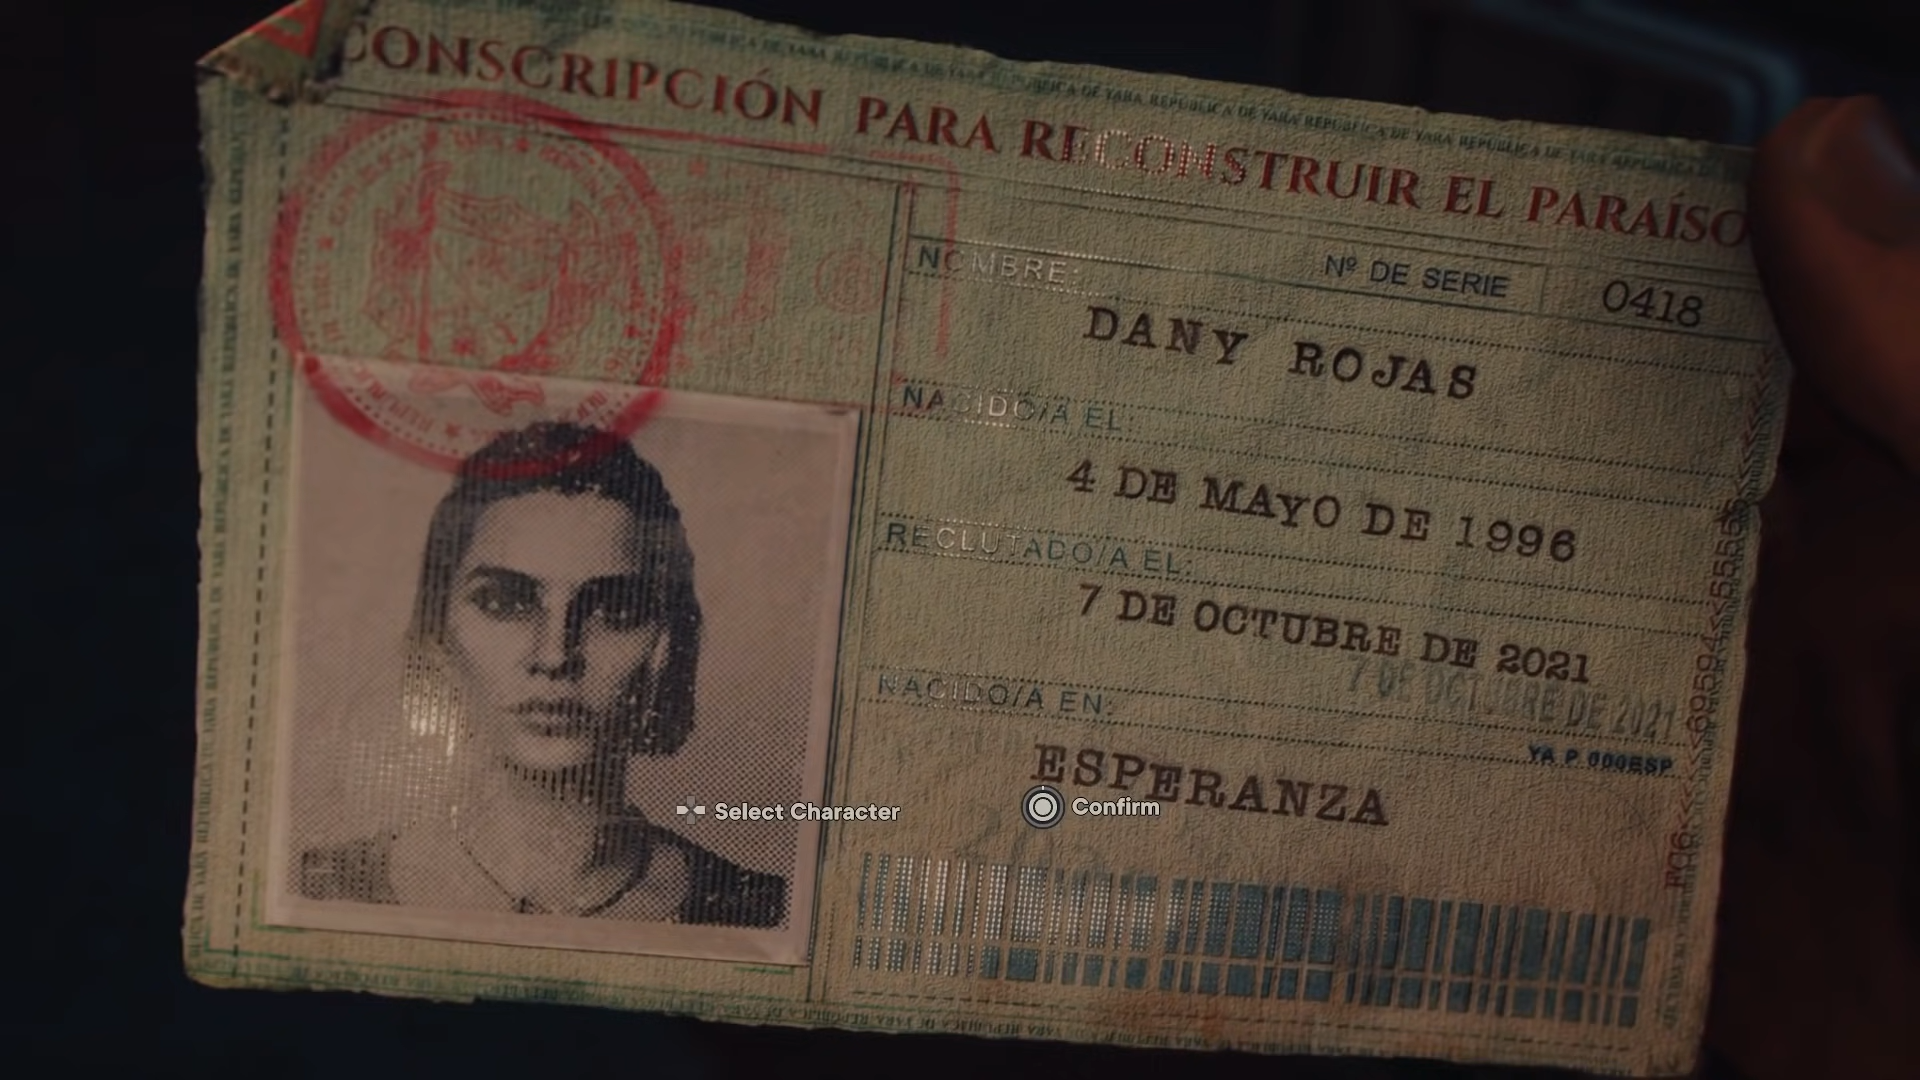 CONSCRIPCIÓN PARA RECONSTRUIR EL PARAÍSO
NOMBRE:
Nº DE SERIE
0418
DANY ROJAS
NACIDO/A EL:
4 DE MAYO DE 1996
RECLUTADO/A EL:
7 DE OCTUBRE DE 2021
7 DE OCTUBRE DE 2021
NACIDO/A EN:
YA P 000ESP
ESPERANZA
Select Character
Confirm